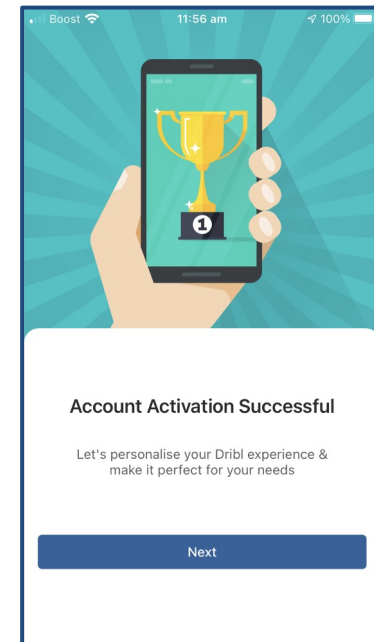 Boost 11:56 am 100%
1
Account Activation Successful
Let's personalise your Dribl experience &
make it perfect for your needs
Next